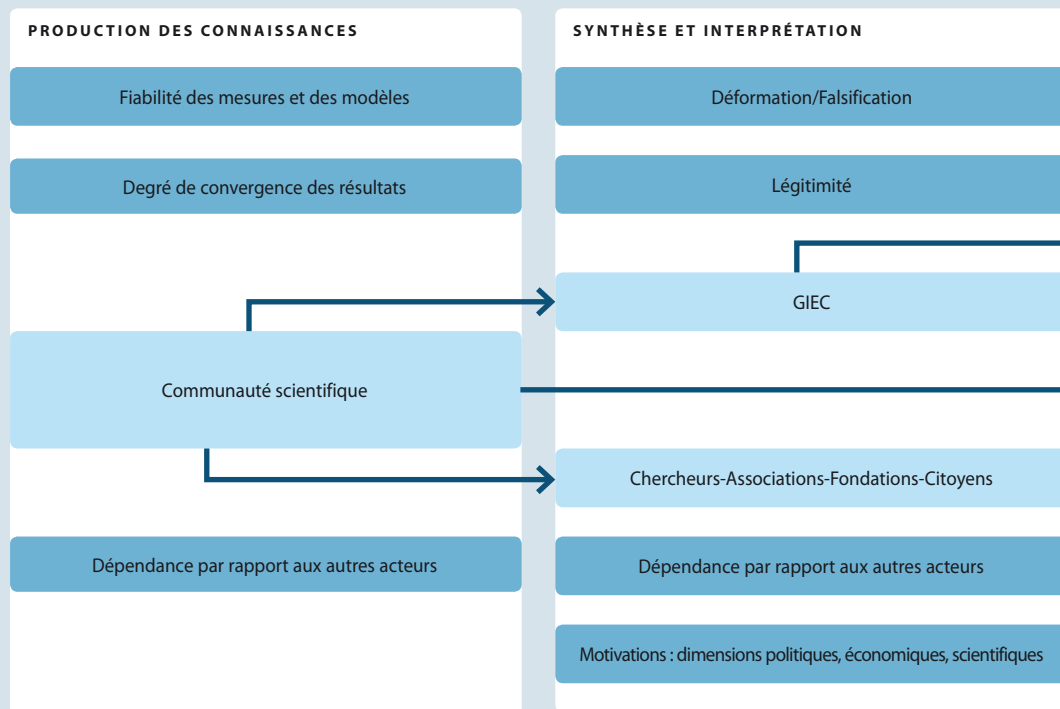 PRODUCTION DES CONNAISSANCES
Fiabilité des mesures et des modèles
Degré de convergence des résultats
Communauté scientifique
Dépendance par rapport aux autres acteurs
SYNTHÈSE ET INTERPRÉTATION
Déformation/Falsification
Légitimité
GIEC
Chercheurs-Associations-Fondations-Citoyens
Dépendance par rapport aux autres acteurs
Motivations : dimensions politiques, économiques, scientifiques